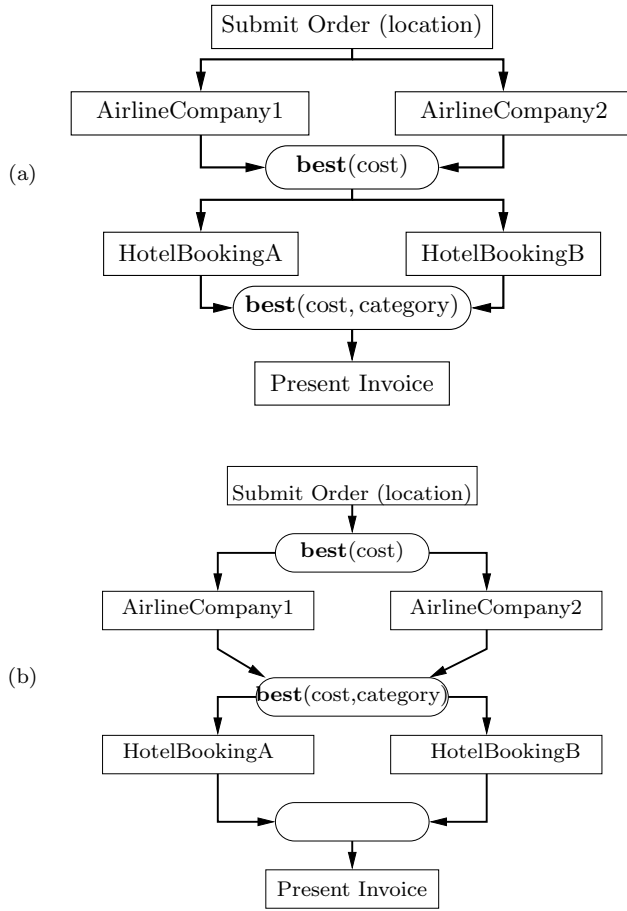 Submit Order (location)
AirlineCompany1
AirlineCompany2
best(cost)
(a)
HotelBookingA
HotelBookingB
best(cost, category)
Present Invoice
Submit Order (location)
best(cost)
AirlineCompany1
AirlineCompany2
(b)
best(cost,category)
HotelBookingA
HotelBookingB
Present Invoice